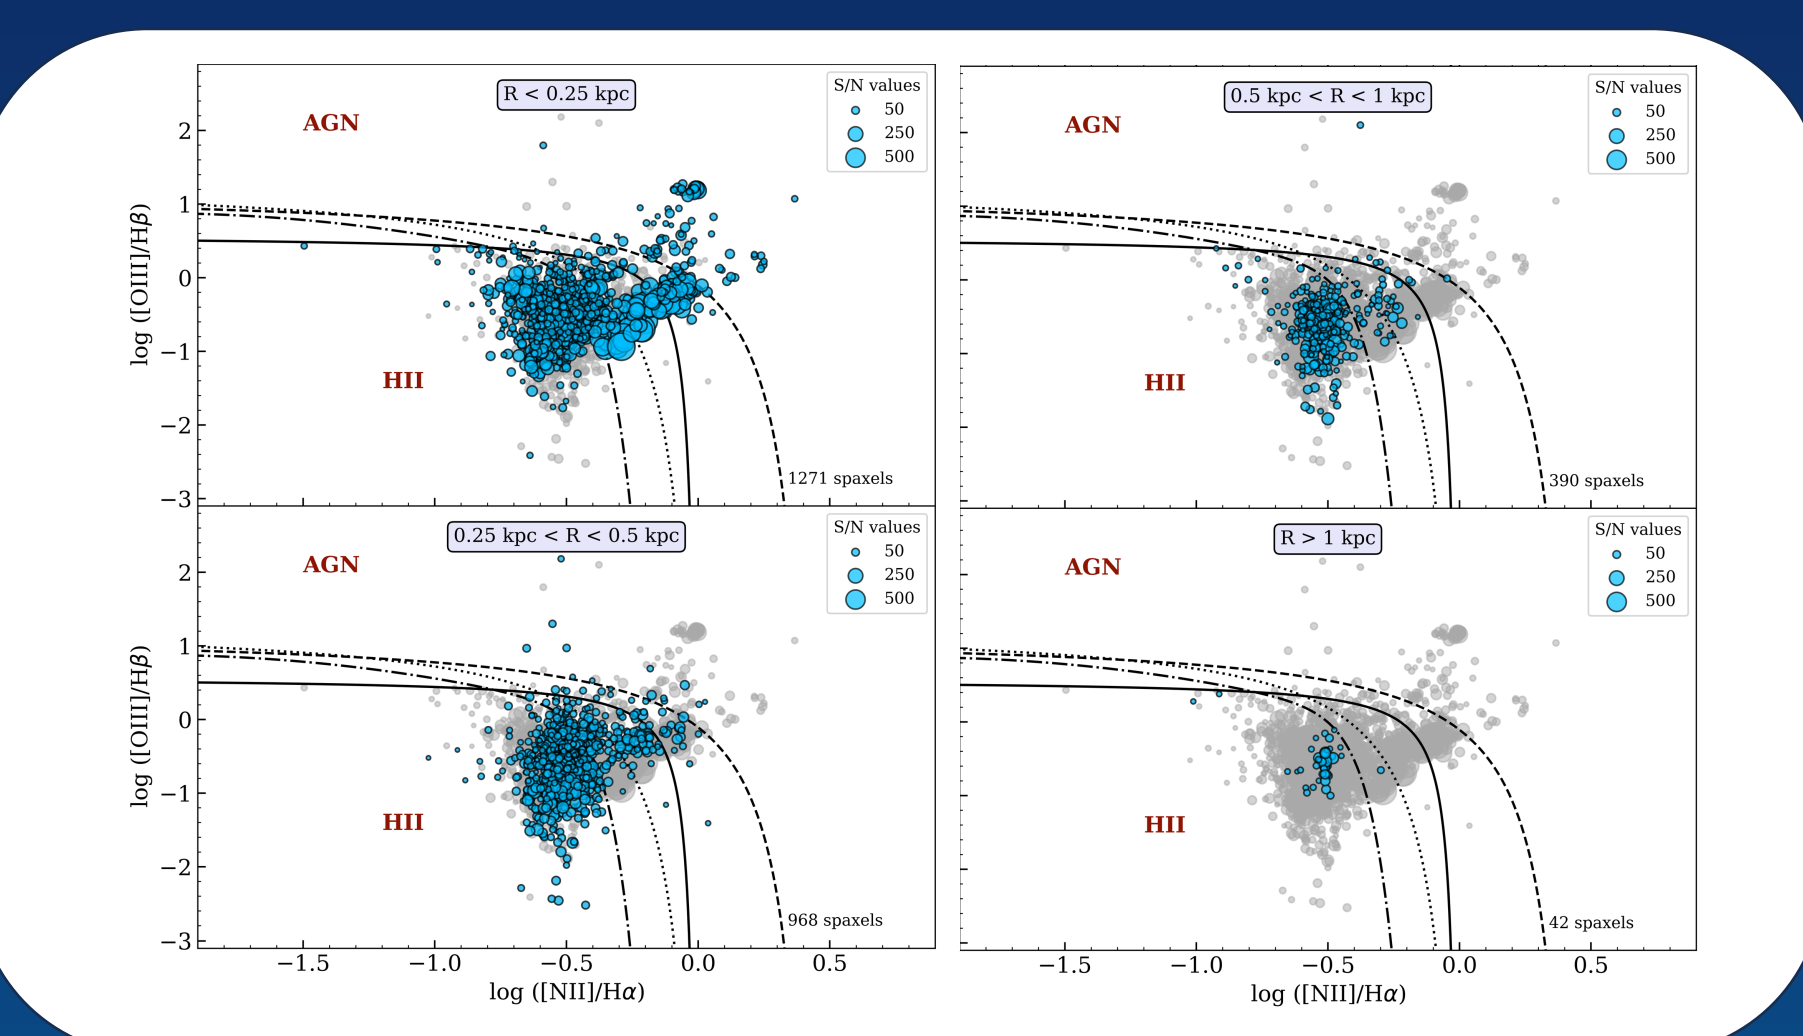 R < 0.25 kpc
AGN
HII
S/N values
50
250
500
1271 spaxels
2
1
0
−1
−2
−3
log ([OIII]/Hβ)
0.5 kpc < R < 1 kpc
AGN
HII
S/N values
50
250
500
390 spaxels
0.25 kpc < R < 0.5 kpc
AGN
HII
S/N values
50
250
500
968 spaxels
2
1
0
−1
−2
−3
log ([OIII]/Hβ)
−1.5 −1.0 −0.5 0.0 0.5
log ([NII]/Hα)
R > 1 kpc
AGN
HII
S/N values
50
250
500
42 spaxels
−1.5 −1.0 −0.5 0.0 0.5
log ([NII]/Hα)